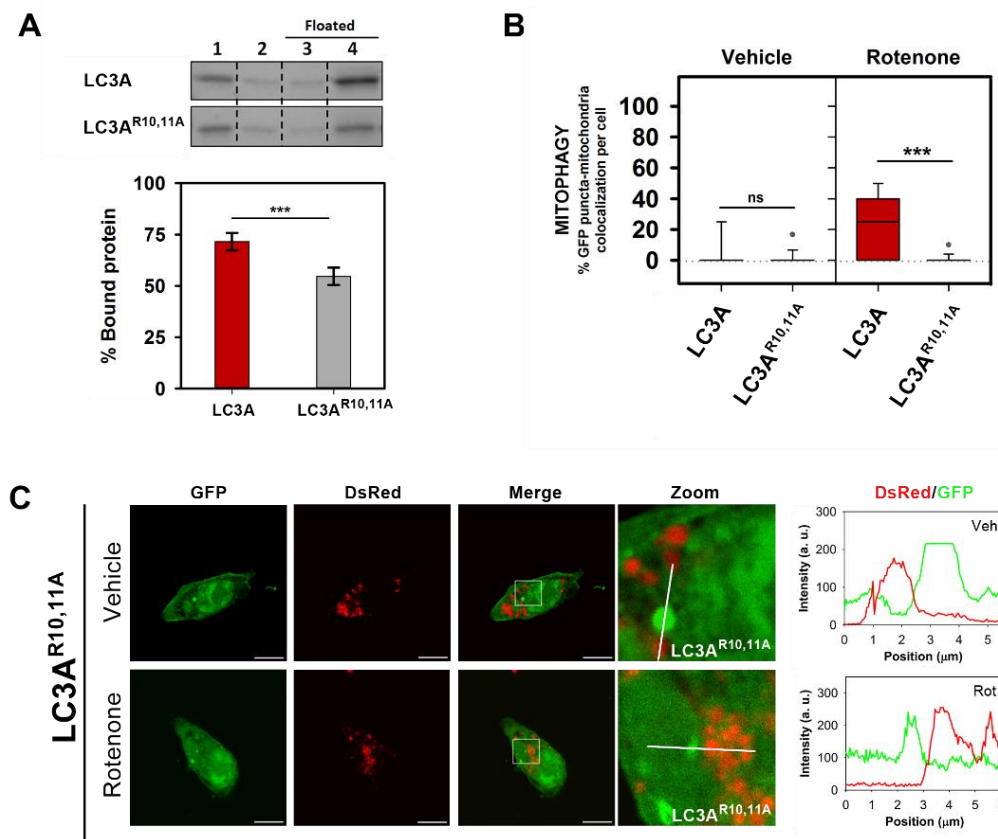 A
Floated
1 2 3 4
LC3A
LC3A^R10,11A
% Bound protein
100
75
50
25
0
***
LC3A
LC3A^R10,11A
B
Vehicle
Rotenone
MITOPHAGY
% GFP puncta-mitochondria
colocalization per cell
100
80
60
40
20
0
ns
***
LC3A
LC3A^R10,11A
LC3A
LC3A^R10,11A
C
GFP
DsRed
Merge
Zoom
DsRed/GFP
LC3A^R10,11A
Vehicle
LC3A^R10,11A
Intensity (a. u.)
300
200
100
0
Veh
0 1 2 3 4 5
Position (µm)
Rotenone
LC3A^R10,11A
Intensity (a. u.)
300
200
100
0
Rot
0 1 2 3 4 5
Position (µm)